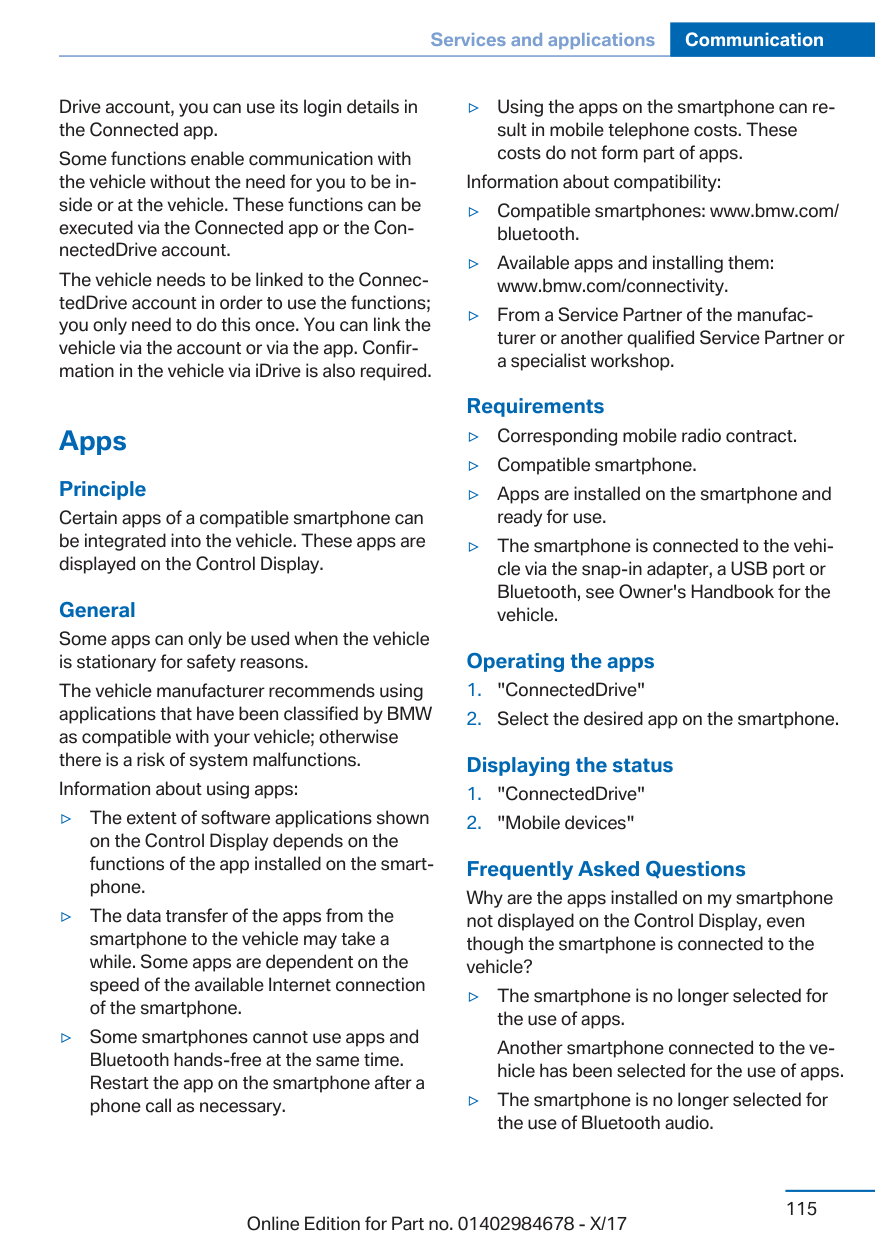 Services and applications Communication
Drive account, you can use its login details in
the Connected app.
Some functions enable communication with
the vehicle without the need for you to be in-
side or at the vehicle. These functions can be
executed via the Connected app or the Con-
nectedDrive account.
The vehicle needs to be linked to the Connec-
tedDrive account in order to use the functions;
you only need to do this once. You can link the
vehicle via the account or via the app. Confir-
mation in the vehicle via iDrive is also required.
Apps
Principle
Certain apps of a compatible smartphone can
be integrated into the vehicle. These apps are
displayed on the Control Display.
General
Some apps can only be used when the vehicle
is stationary for safety reasons.
The vehicle manufacturer recommends using
applications that have been classified by BMW
as compatible with your vehicle; otherwise
there is a risk of system malfunctions.
Information about using apps:
▷ The extent of software applications shown
on the Control Display depends on the
functions of the app installed on the smart-
phone.
▷ The data transfer of the apps from the
smartphone to the vehicle may take a
while. Some apps are dependent on the
speed of the available Internet connection
of the smartphone.
▷ Some smartphones cannot use apps and
Bluetooth hands-free at the same time.
Restart the app on the smartphone after a
phone call as necessary.
▷ Using the apps on the smartphone can re-
sult in mobile telephone costs. These
costs do not form part of apps.
Information about compatibility:
▷ Compatible smartphones: www.bmw.com/
bluetooth.
▷ Available apps and installing them:
www.bmw.com/connectivity.
▷ From a Service Partner of the manufac-
turer or another qualified Service Partner or
a specialist workshop.
Requirements
▷ Corresponding mobile radio contract.
▷ Compatible smartphone.
▷ Apps are installed on the smartphone and
ready for use.
▷ The smartphone is connected to the vehi-
cle via the snap-in adapter, a USB port or
Bluetooth, see Owner's Handbook for the
vehicle.
Operating the apps
1. "ConnectedDrive"
2. Select the desired app on the smartphone.
Displaying the status
1. "ConnectedDrive"
2. "Mobile devices"
Frequently Asked Questions
Why are the apps installed on my smartphone
not displayed on the Control Display, even
though the smartphone is connected to the
vehicle?
▷ The smartphone is no longer selected for
the use of apps.
Another smartphone connected to the ve-
hicle has been selected for the use of apps.
▷ The smartphone is no longer selected for
the use of Bluetooth audio.
115
Online Edition for Part no. 01402984678 - X/17